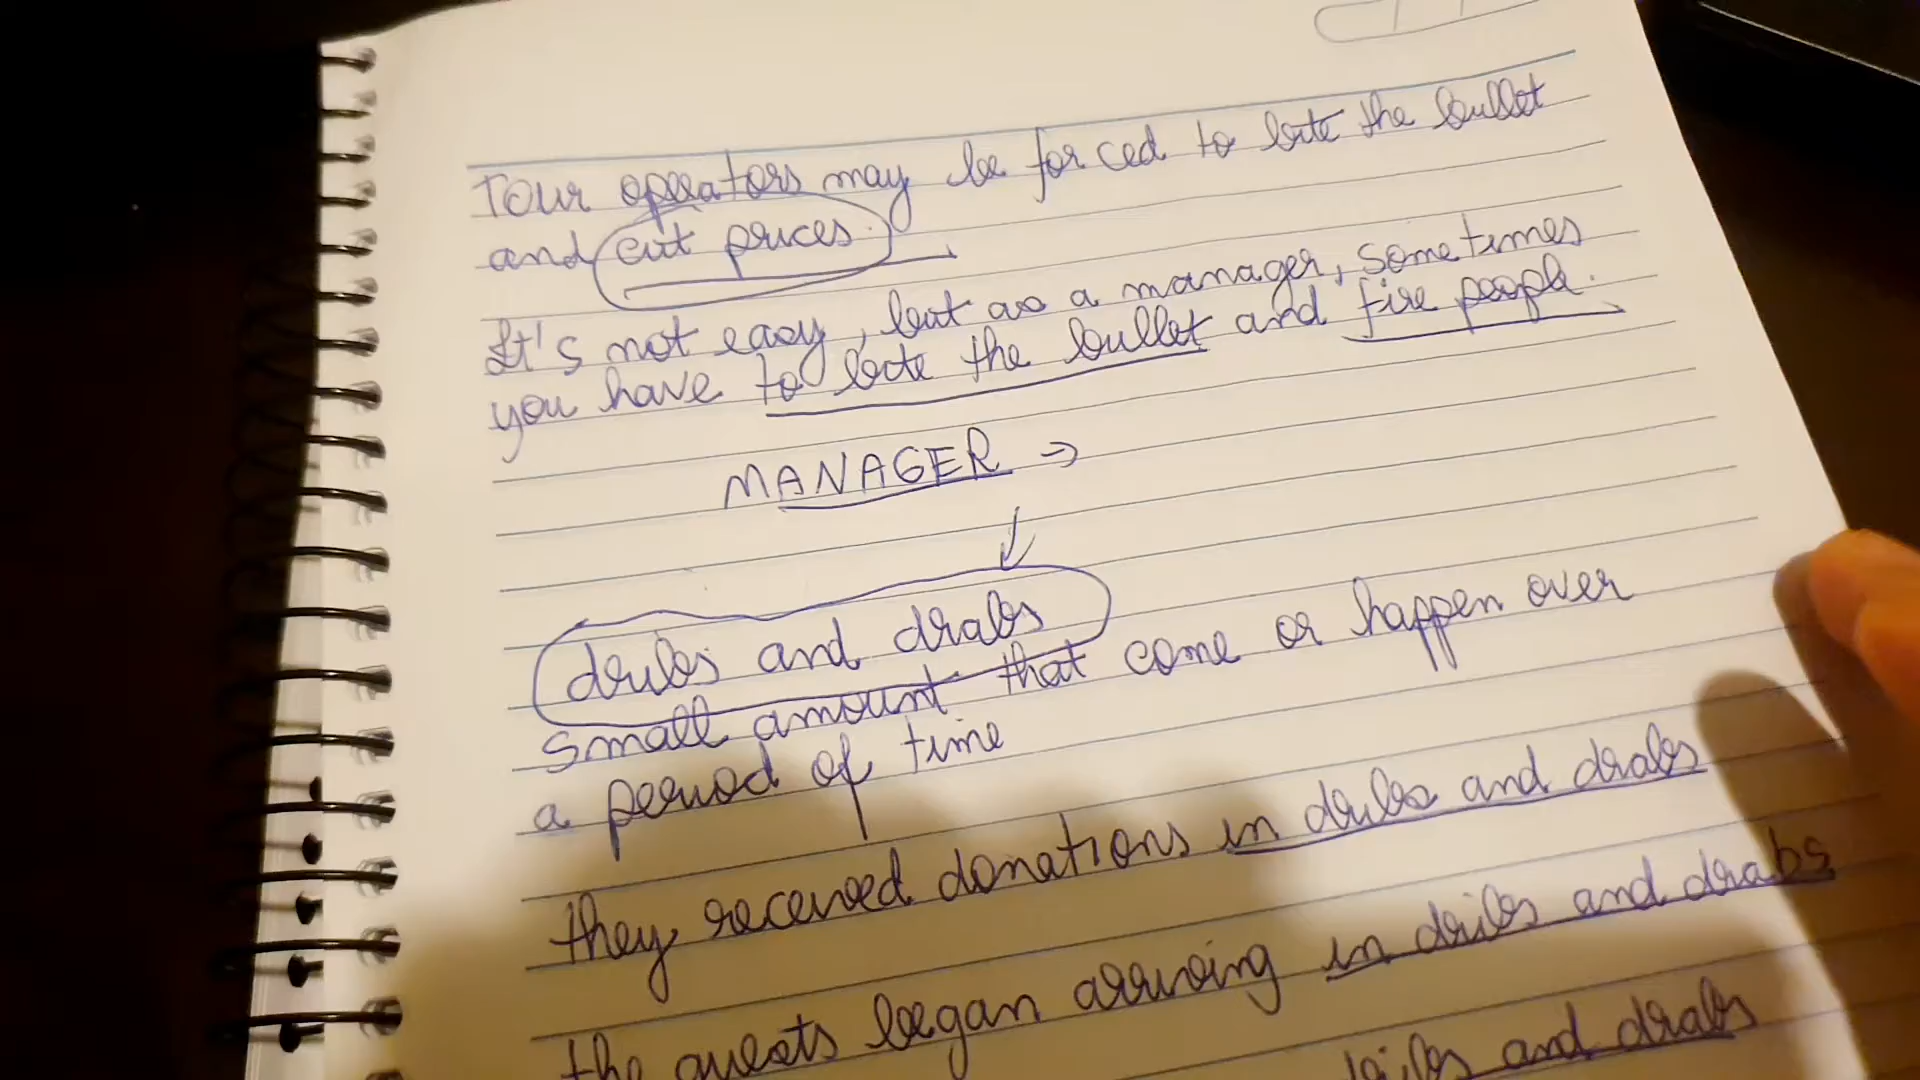 Tour operators may be forced to bite the bullet
and cut prices.
It's not easy, but as a manager, sometimes
you have to bite the bullet and fire people.
MANAGER →
dribs and drabs
small amount that come or happen over
a period of time
they received donations in dribs and drabs
the guests began arriving in dribs and drabs
dribs and drabs